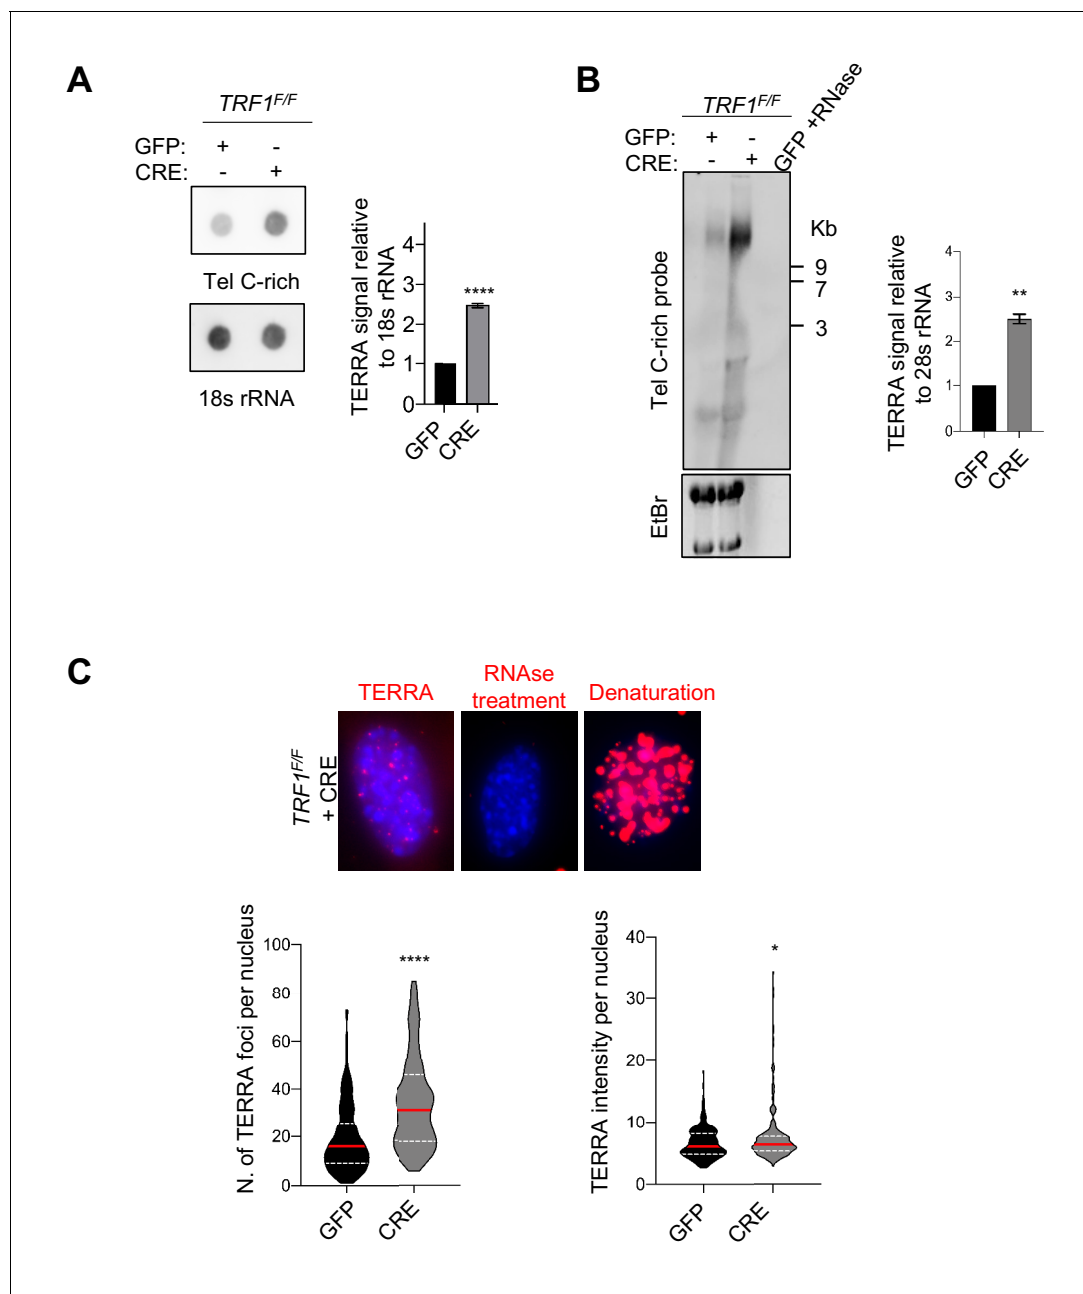 A
TRF1F/F
GFP: + -
CRE: - +
Tel C-rich
18s rRNA
TERRA signal relative
to 18s rRNA
4
3
2
1
0
****
GFP
CRE
B
TRF1F/F
GFP: + -
CRE: - +
GFP +RNase
Tel C-rich probe
Kb
9
7
3
EtBr
TERRA signal relative
to 28s rRNA
4
3
2
1
0
**
GFP
CRE
C
TERRA
RNAse
treatment
Denaturation
TRF1F/F
+ CRE
N. of TERRA foci per nucleus
100
80
60
40
20
0
****
GFP
CRE
TERRA intensity per nucleus
40
30
20
10
0
*
GFP
CRE